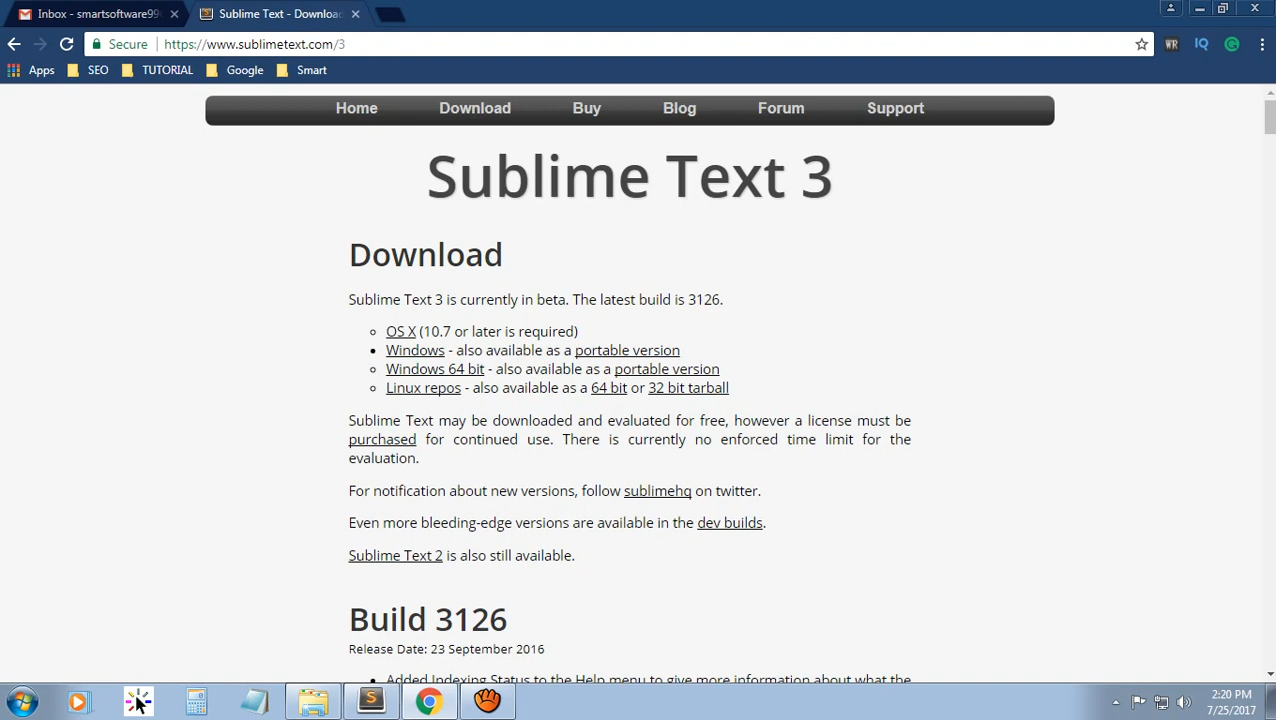 Inbox - smartsoftware99
Sublime Text - Download
Secure
https://www.sublimetext.com/3
WR
IQ
Apps
SEO
TUTORIAL
Google
Smart
Home
Download
Buy
Blog
Forum
Support
Sublime Text 3
Download
Sublime Text 3 is currently in beta. The latest build is 3126.
OS X (10.7 or later is required)
Windows - also available as a portable version
Windows 64 bit - also available as a portable version
Linux repos - also available as a 64 bit or 32 bit tarball
Sublime Text may be downloaded and evaluated for free, however a license must be
purchased for continued use. There is currently no enforced time limit for the
evaluation.
For notification about new versions, follow sublimehq on twitter.
Even more bleeding-edge versions are available in the dev builds.
Sublime Text 2 is also still available.
Build 3126
Release Date: 23 September 2016
Added Indexing Status to the Help menu to give more information about what the
2:20 PM
7/25/2017